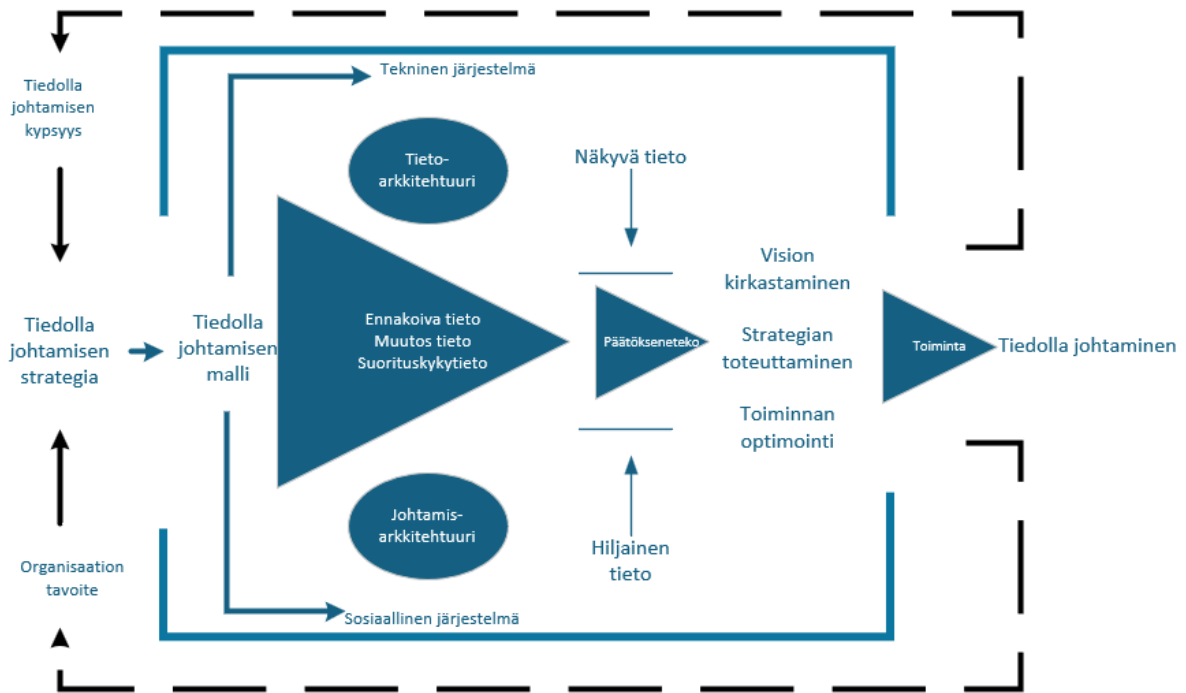 Tiedolla
johtamisen
kypsyys
Tekninen järjestelmä
Tieto-
arkkitehtuuri
Näkyvä tieto
Tiedolla
johtamisen
strategia
Tiedolla
johtamisen
malli
Ennakoiva tieto
Muutos tieto
Suorituskykytieto
Päätökseneteko
Vision
kirkastaminen
Strategian
toteuttaminen
Toiminnan
optimointi
Toiminta
Tiedolla johtaminen
Johtamis-
arkkitehtuuri
Hiljainen
tieto
Organisaation
tavoite
Sosiaallinen järjestelmä